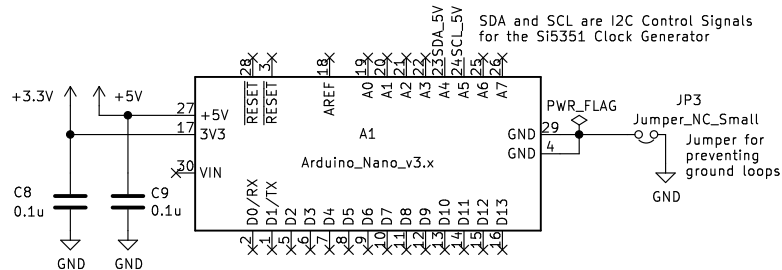 SDA and SCL are I2C Control Signals
for the Si5351 Clock Generator
SDA_5V
SCL_5V
28
3
18
19
20
21
22
23
24
25
26
RESET
RESET
AREF
A0
A1
A2
A3
A4
A5
A6
A7
+3.3V
+5V
27
+5V
17
3V3
30
VIN
A1
Arduino_Nano_v3.x
GND
29
GND
4
PWR_FLAG
JP3
Jumper_NC_Small
Jumper for
preventing
ground loops
GND
C8
0.1u
C9
0.1u
GND
GND
D0/RX
D1/TX
D2
D3
D4
D5
D6
D7
D8
D9
D10
D11
D12
D13
2
1
5
6
7
8
9
10
11
12
13
14
15
16